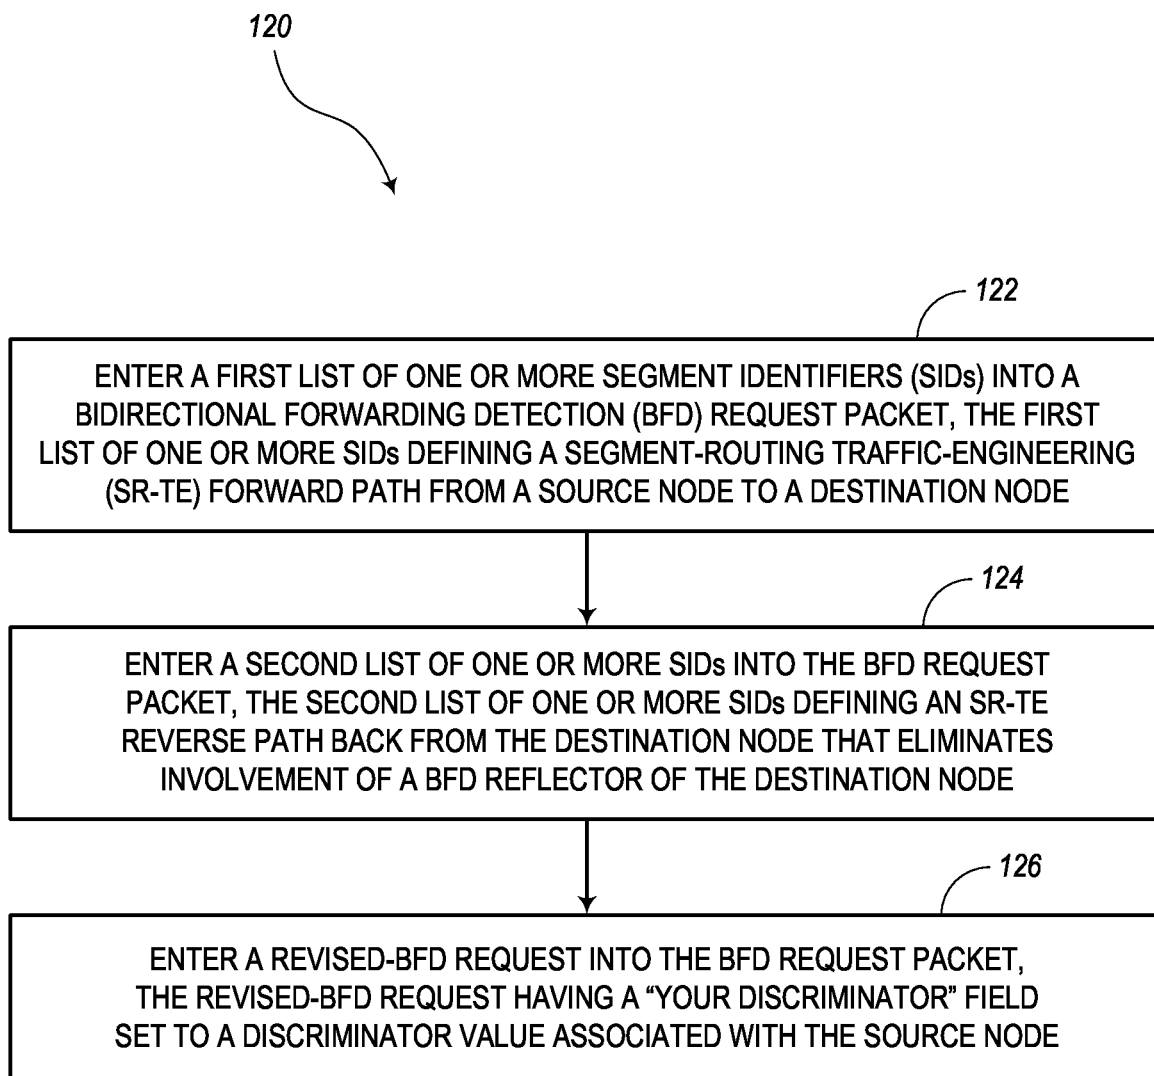 120
122
ENTER A FIRST LIST OF ONE OR MORE SEGMENT IDENTIFIERS (SIDs) INTO A
BIDIRECTIONAL FORWARDING DETECTION (BFD) REQUEST PACKET, THE FIRST
LIST OF ONE OR MORE SIDs DEFINING A SEGMENT-ROUTING TRAFFIC-ENGINEERING
(SR-TE) FORWARD PATH FROM A SOURCE NODE TO A DESTINATION NODE
124
ENTER A SECOND LIST OF ONE OR MORE SIDs INTO THE BFD REQUEST
PACKET, THE SECOND LIST OF ONE OR MORE SIDs DEFINING AN SR-TE
REVERSE PATH BACK FROM THE DESTINATION NODE THAT ELIMINATES
INVOLVEMENT OF A BFD REFLECTOR OF THE DESTINATION NODE
126
ENTER A REVISED-BFD REQUEST INTO THE BFD REQUEST PACKET,
THE REVISED-BFD REQUEST HAVING A “YOUR DISCRIMINATOR” FIELD
SET TO A DISCRIMINATOR VALUE ASSOCIATED WITH THE SOURCE NODE